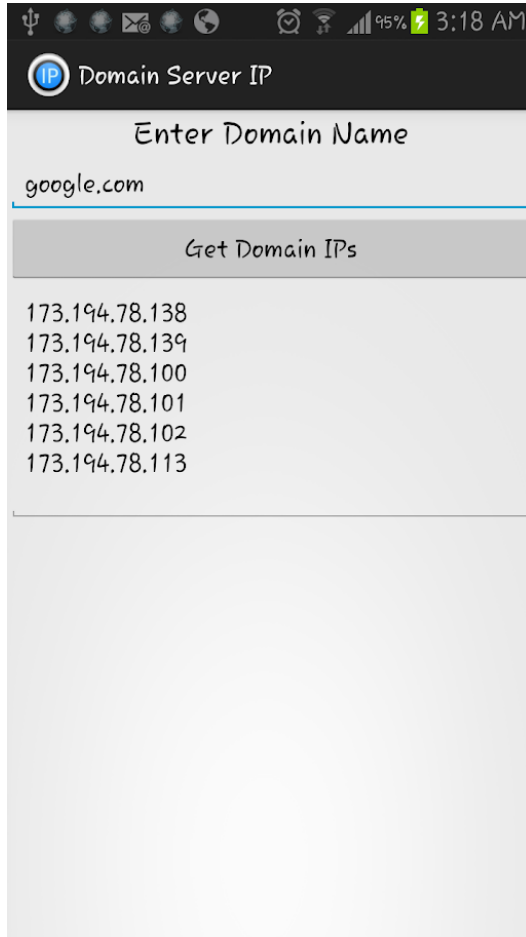 95% 3:18 AM
IP Domain Server IP
Enter Domain Name
google.com
Get Domain IPs
173.194.78.138
173.194.78.139
173.194.78.100
173.194.78.101
173.194.78.102
173.194.78.113